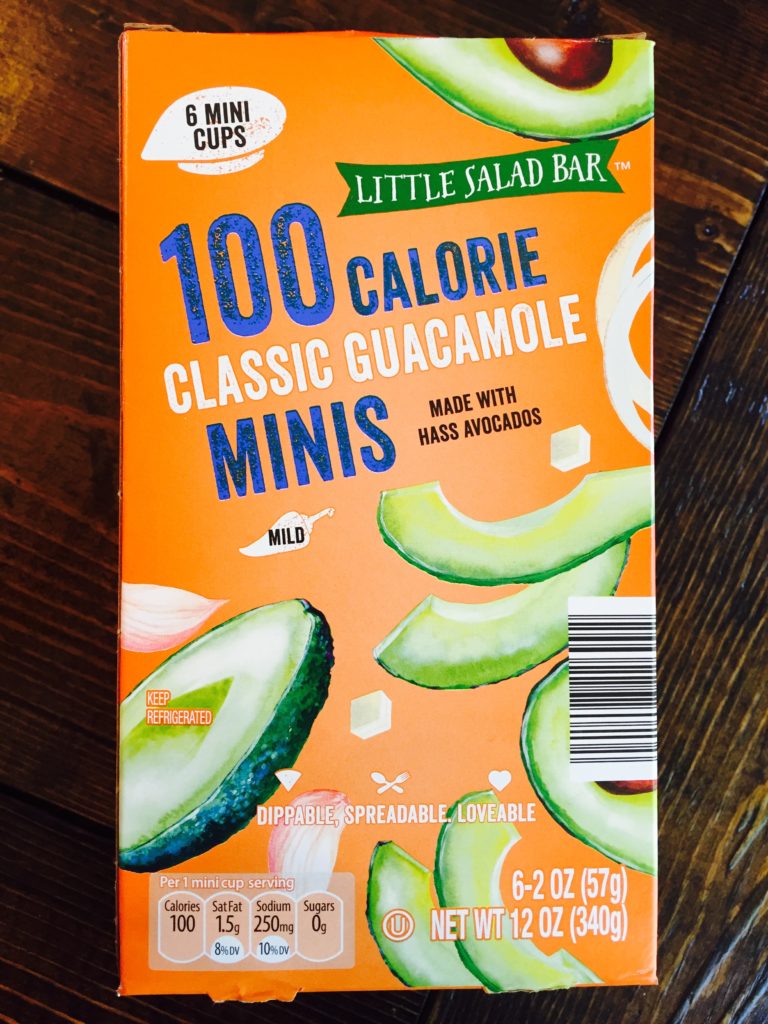 6 MINI
CUPS
LITTLE SALAD BAR™
100 CALORIE
CLASSIC GUACAMOLE
MINIS
MADE WITH
HASS AVOCADOS
MILD
KEEP
REFRIGERATED
DIPPABLE, SPREADABLE. LOVEABLE
Per 1 mini cup serving
Calories 100
Sat Fat 1.5g 8% DV
Sodium 250mg 10% DV
Sugars 0g
6-2 OZ (57g)
U NET WT 12 OZ (340g)